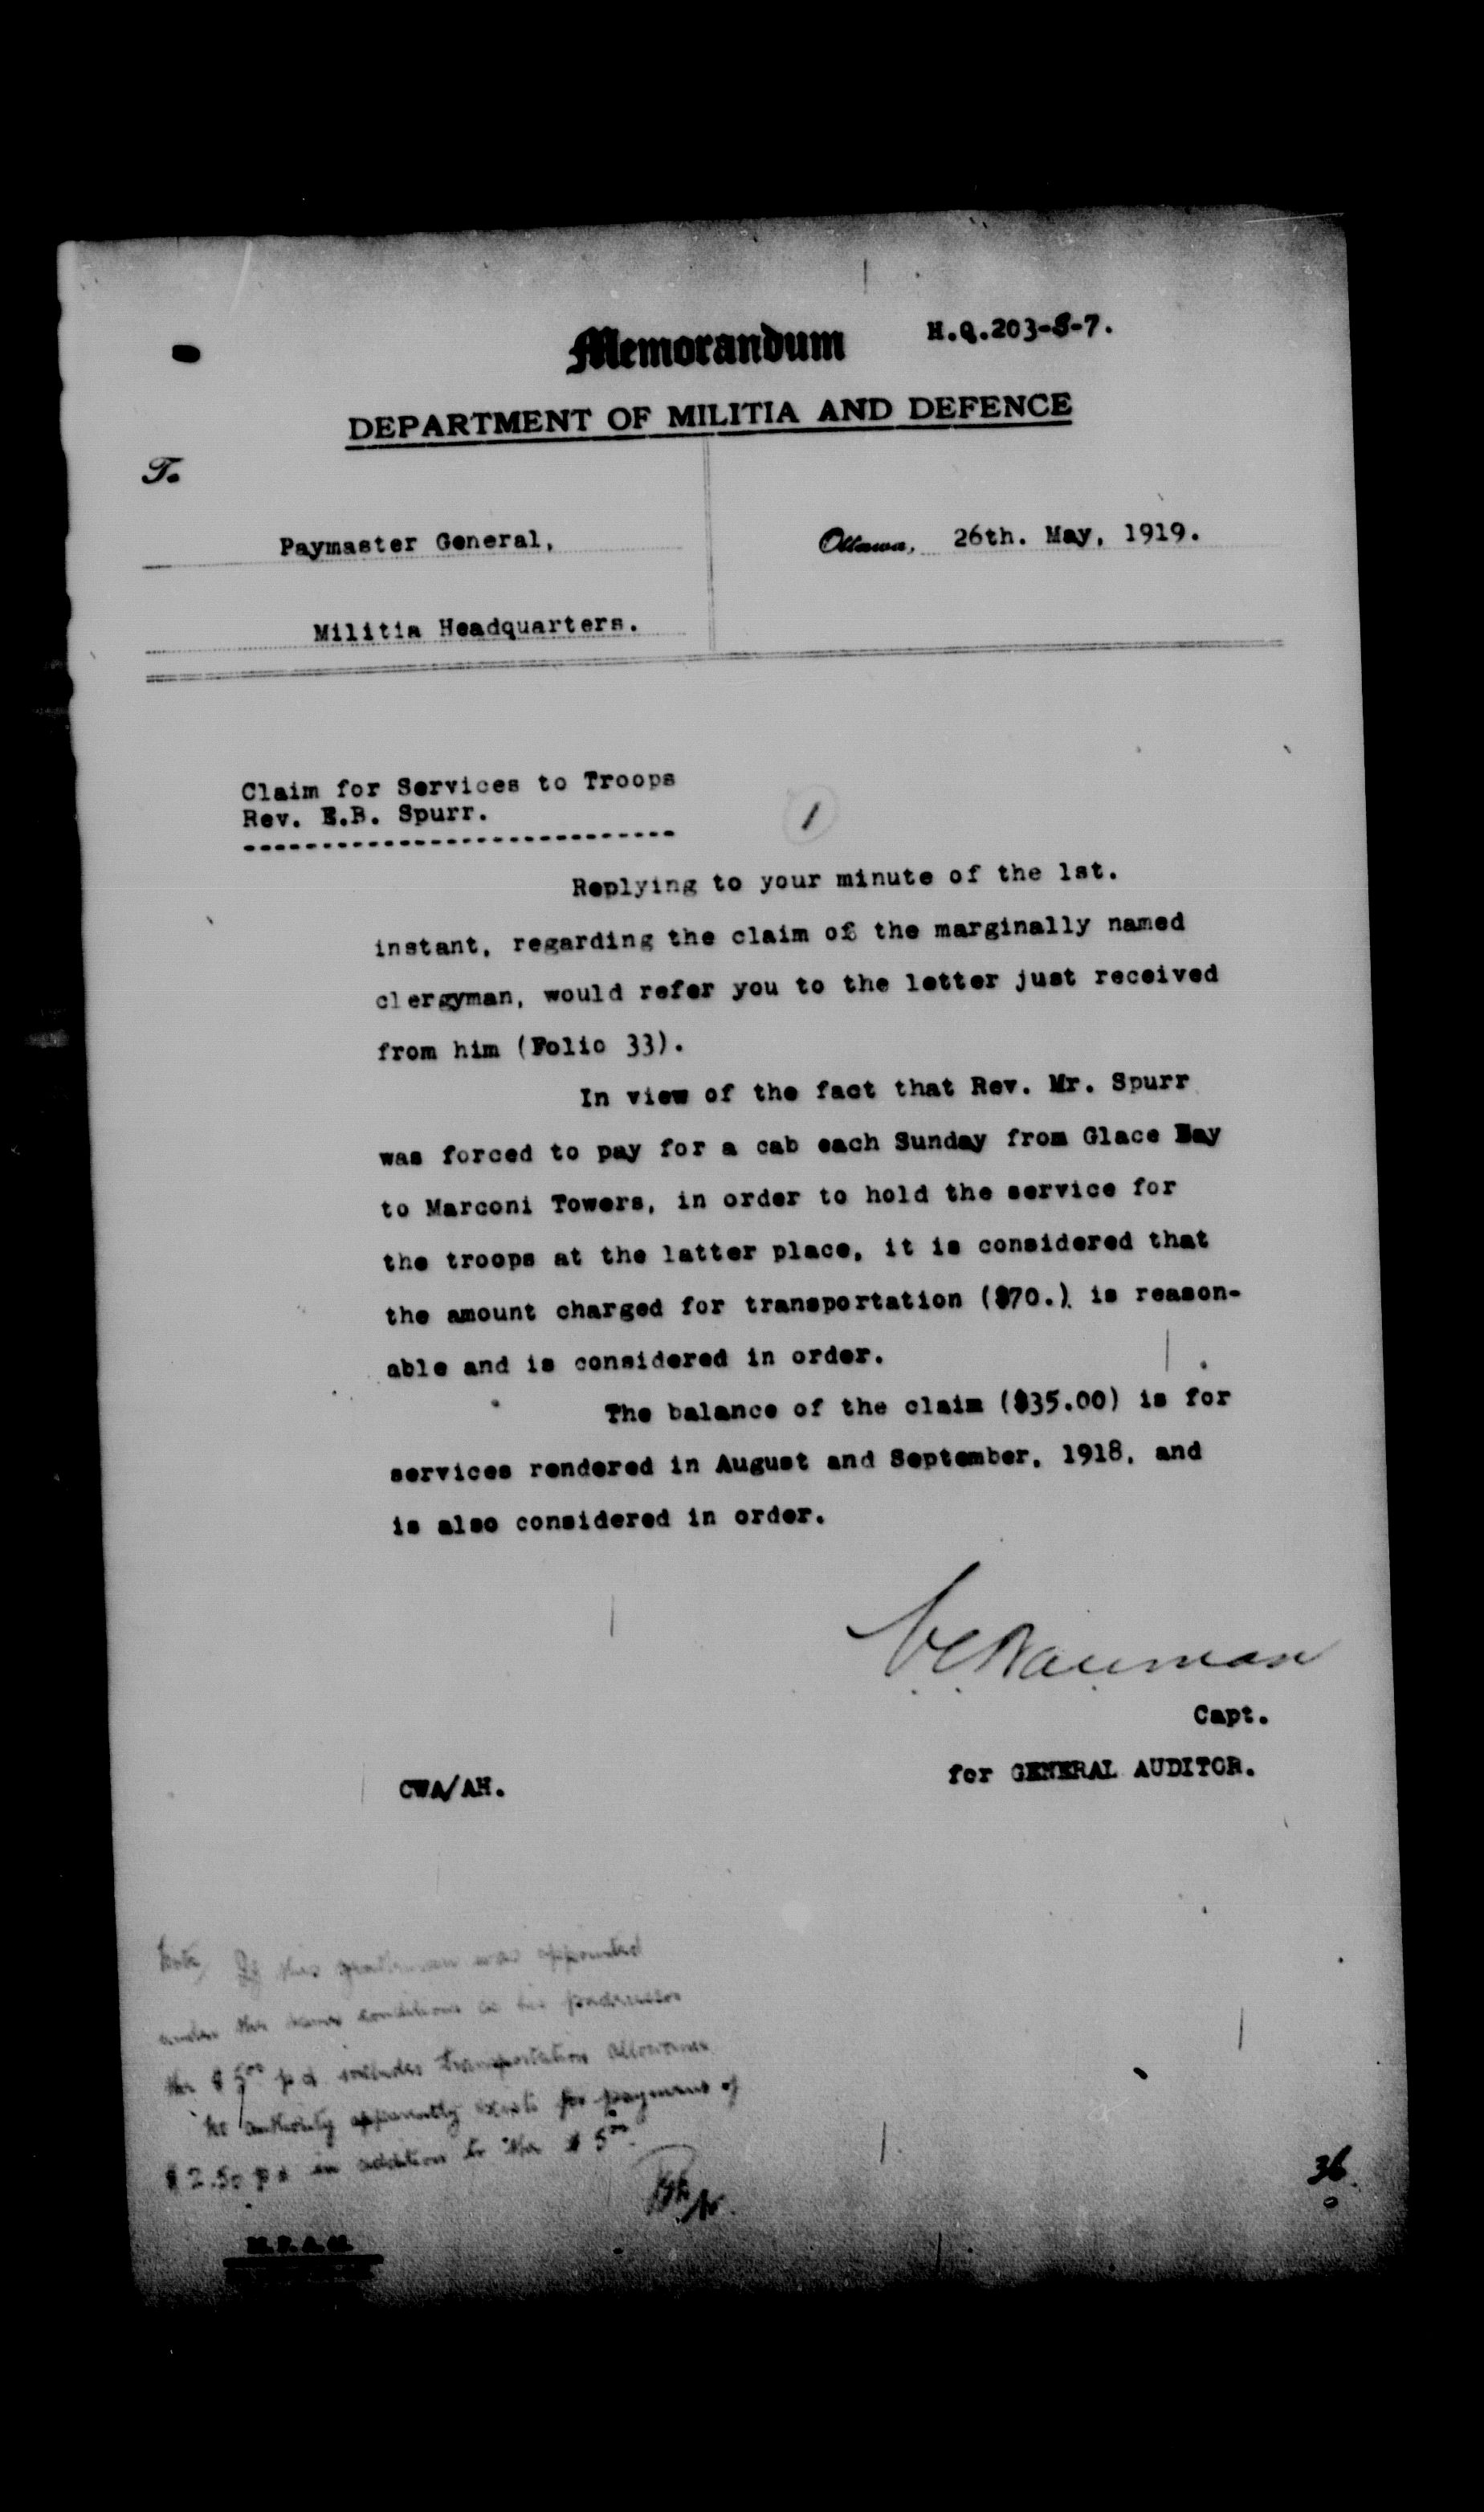 Memorandum
H.Q.203-S-7.
DEPARTMENT OF MILITIA AND DEFENCE
To
Paymaster General,
Ottawa, 26th. May, 1919.
Militia Headquarters.
Claim for Services to Troops
Rev. E.B. Spurr.
1
Replying to your minute of the 1st.
instant, regarding the claim of the marginally named
clergyman, would refer you to the letter just received
from him (Folio 33).
In view of the fact that Rev. Mr. Spurr
was forced to pay for a cab each Sunday from Glace Bay
to Marconi Towers, in order to hold the service for
the troops at the latter place, it is considered that
the amount charged for transportation ($70.) is reason-
able and is considered in order.
The balance of the claim ($35.00) is for
services rendered in August and September, 1918, and
is also considered in order.
Capt.
for GENERAL AUDITOR.
CWA/AH.
Note If this gentleman was appointed
under the same conditions as his predecessor
the $5.00 p d includes transportation allowance
No authority apparently exists for payment of
$2.50 p d in addition to the $5.00.
36